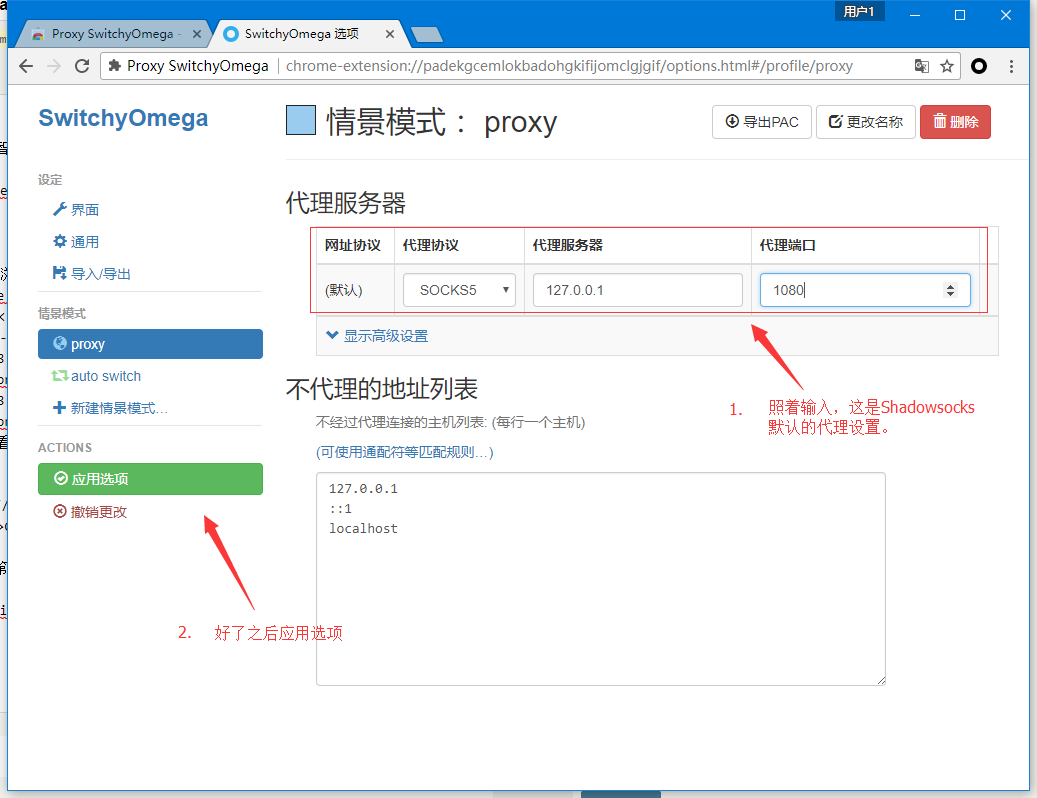 用户1
Proxy SwitchyOmega -
SwitchyOmega 选项
Proxy SwitchyOmega
chrome-extension://padekgcemlokbadohgkifijomclgjgif/options.html#/profile/proxy
SwitchyOmega
设定
界面
通用
导入/导出
情景模式
proxy
auto switch
新建情景模式…
ACTIONS
应用选项
撤销更改
情景模式： proxy
导出PAC
更改名称
删除
代理服务器
网址协议 代理协议 代理服务器 代理端口
(默认) SOCKS5 127.0.0.1 1080
显示高级设置
不代理的地址列表
不经过代理连接的主机列表: (每行一个主机)
(可使用通配符等匹配规则…)
127.0.0.1
::1
localhost
1. 照着输入，这是Shadowsocks
默认的代理设置。
2. 好了之后应用选项